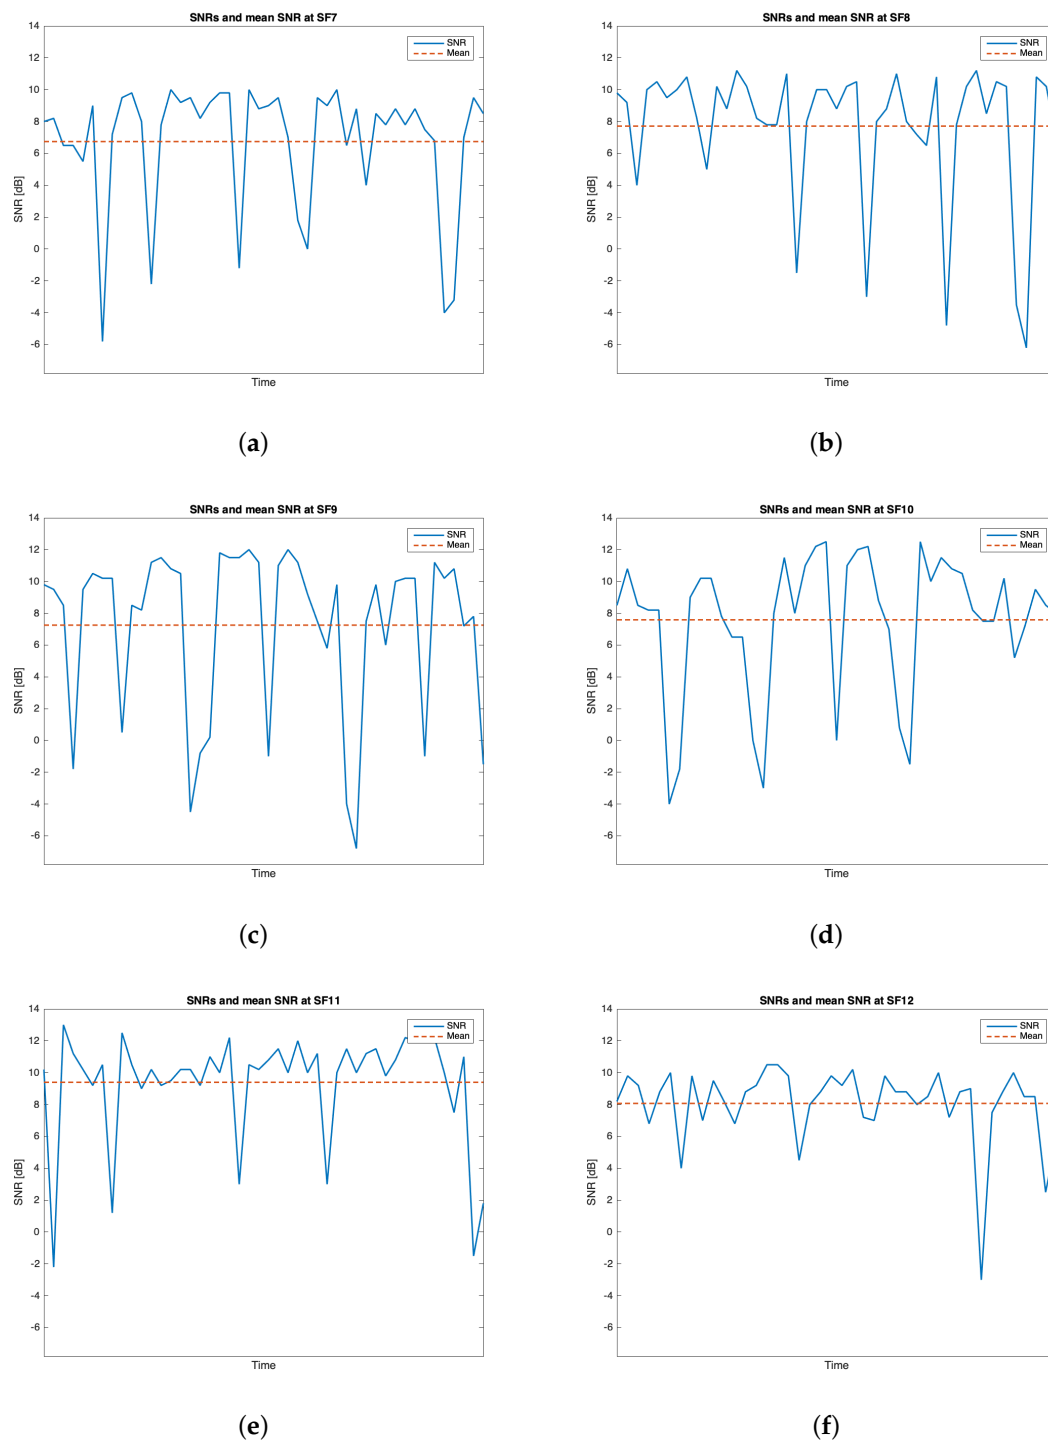 SNRs and mean SNR at SF7
14
12
10
8
6
4
2
0
-2
-4
-6
SNR [dB]
Time
SNR
Mean
(a)
SNRs and mean SNR at SF8
14
12
10
8
6
4
2
0
-2
-4
-6
SNR [dB]
Time
SNR
Mean
(b)
SNRs and mean SNR at SF9
14
12
10
8
6
4
2
0
-2
-4
-6
SNR [dB]
Time
SNR
Mean
(c)
SNRs and mean SNR at SF10
14
12
10
8
6
4
2
0
-2
-4
-6
SNR [dB]
Time
SNR
Mean
(d)
SNRs and mean SNR at SF11
14
12
10
8
6
4
2
0
-2
-4
-6
SNR [dB]
Time
SNR
Mean
(e)
SNRs and mean SNR at SF12
14
12
10
8
6
4
2
0
-2
-4
-6
SNR [dB]
Time
SNR
Mean
(f)